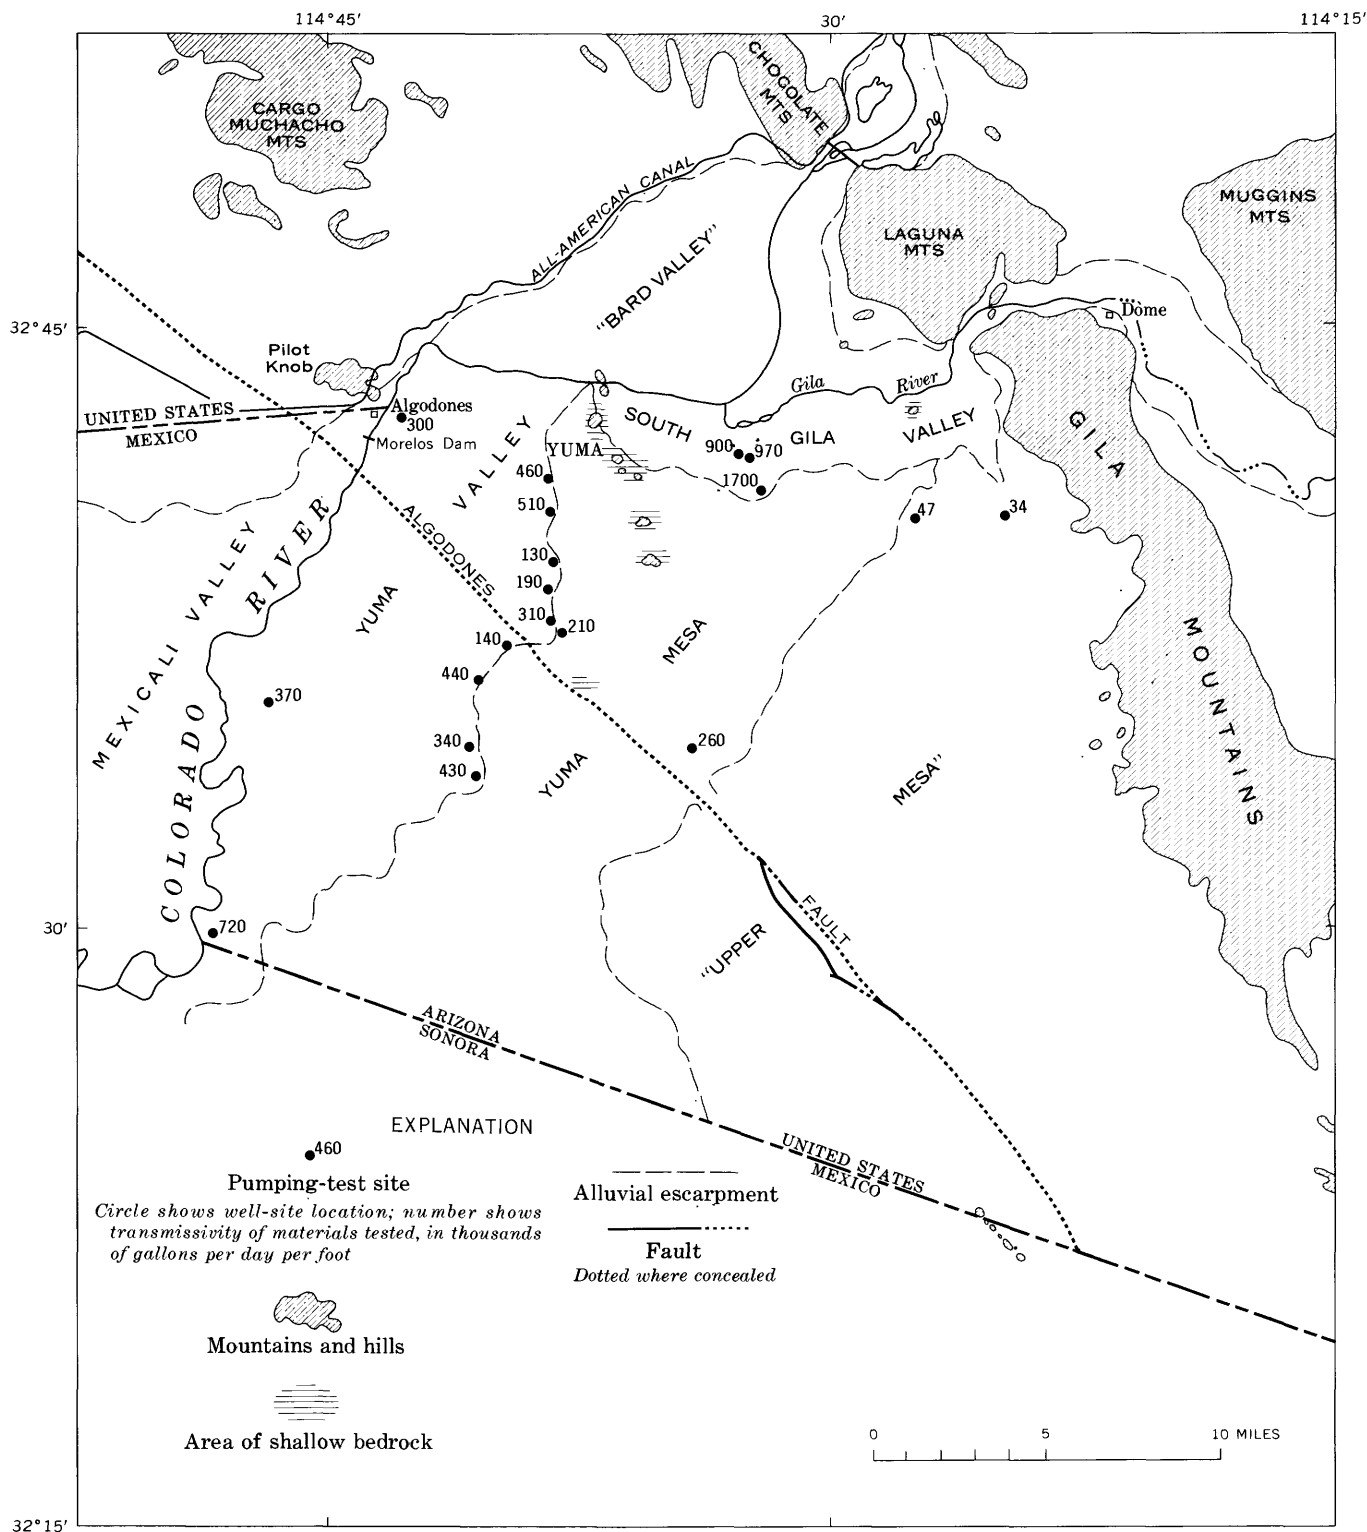 114°45′
30′
114°15′
CHOCOLATE
MTS
CARGO
MUCHACHO
MTS
ALL-AMERICAN CANAL
MUGGINS
MTS
LAGUNA
MTS
"BARD VALLEY"
32°45′
Dome
Pilot
Knob
Gila River
UNITED STATES
MEXICO
Algodones
300
Morelos Dam
SOUTH GILA VALLEY
YUMA
900
970
1700
460
510
47
34
GILA MOUNTAINS
YUMA VALLEY
MEXICALI VALLEY
COLORADO RIVER
ALGODONES FAULT
130
190
310
210
140
440
370
340
430
260
YUMA MESA
"UPPER MESA"
YUMA
30′
720
ARIZONA
SONORA
UNITED STATES
MEXICO
EXPLANATION
460
Pumping-test site
Circle shows well-site location; number shows
transmissivity of materials tested, in thousands
of gallons per day per foot
Mountains and hills
Area of shallow bedrock
Alluvial escarpment
Fault
Dotted where concealed
0 5 10 MILES
32°15′